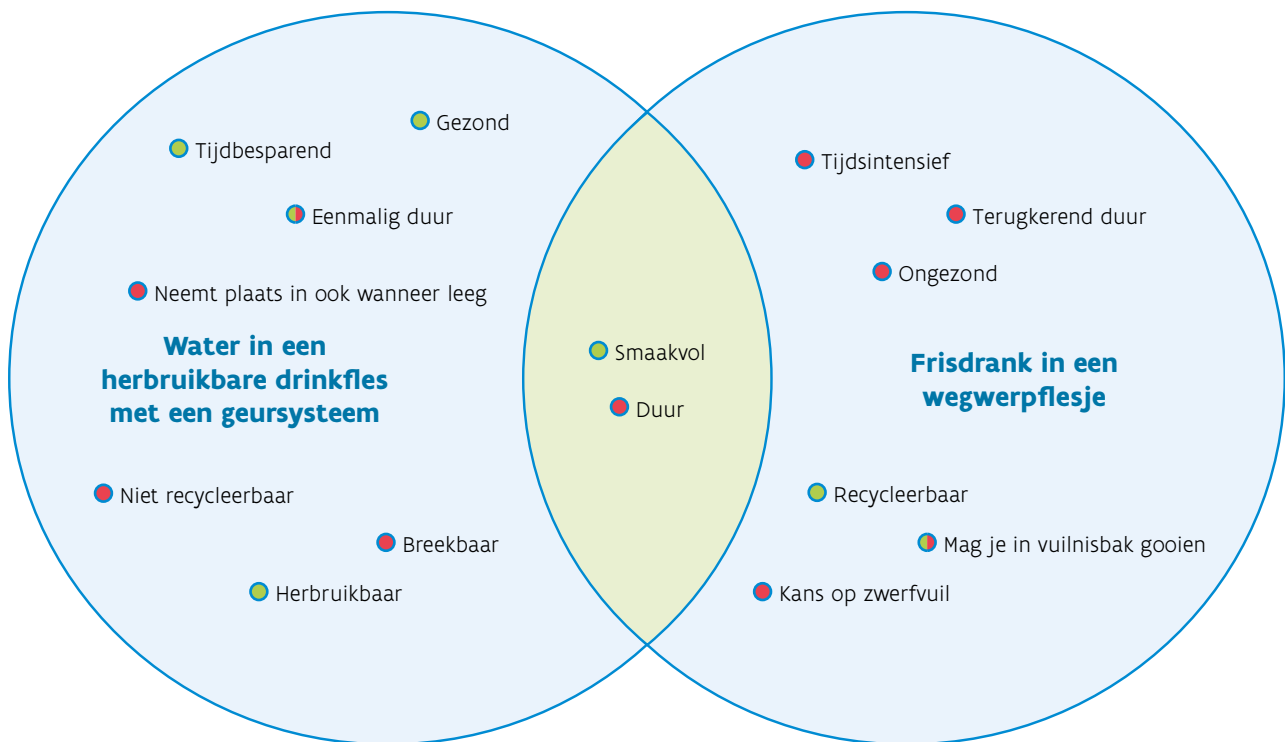 Gezond
Tijdbesparend
Eenmalig duur
Neemt plaats in ook wanneer leeg
Water in een
herbruikbare drinkfles
met een geursysteem
Niet recycleerbaar
Breekbaar
Herbruikbaar
Smaakvol
Duur
Tijdsintensief
Terugkerend duur
Ongezond
Frisdrank in een
wegwerpflesje
Recycleerbaar
Mag je in vuilnisbak gooien
Kans op zwerfvuil